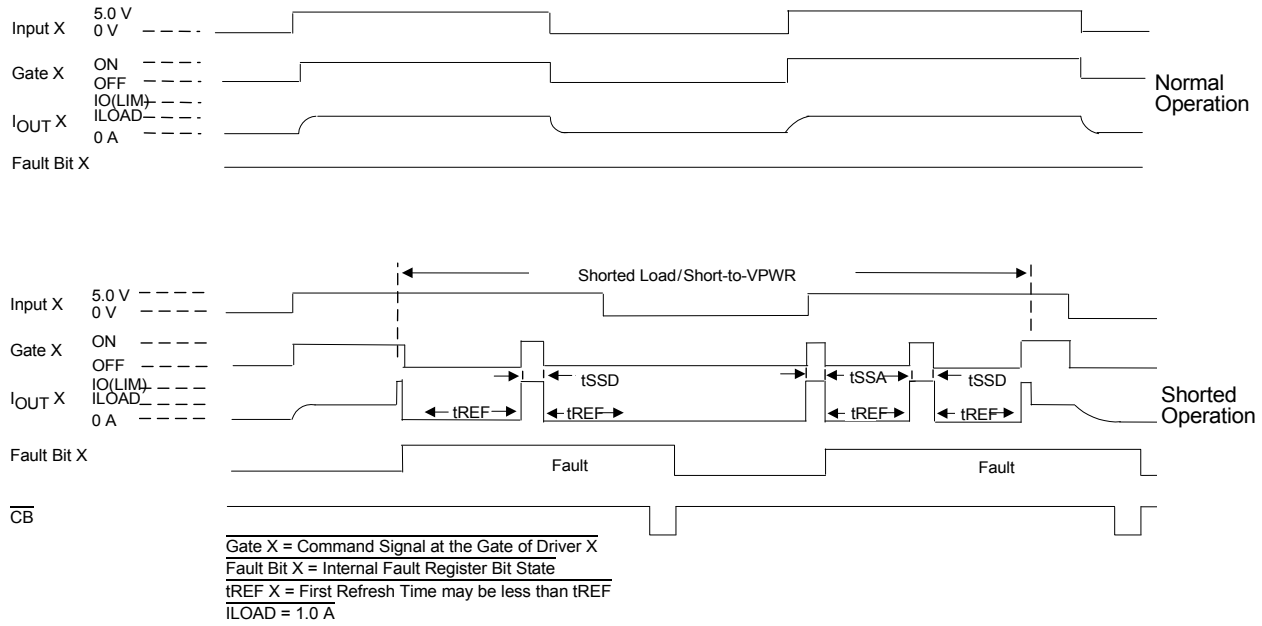 Input X 5.0 V
0 V
Gate X ON
OFF
IO(LIM)
IOUT X ILOAD
0 A
Fault Bit X
Normal
Operation
Shorted Load/Short-to-VPWR
Input X 5.0 V
0 V
Gate X ON
OFF
IO(LIM)
tSSD tSSA tSSD
IOUT X ILOAD
0 A
tREF tREF tREF tREF
Shorted
Operation
Fault Bit X
Fault Fault
CB
Gate X = Command Signal at the Gate of Driver X
Fault Bit X = Internal Fault Register Bit State
tREF X = First Refresh Time may be less than tREF
ILOAD = 1.0 A